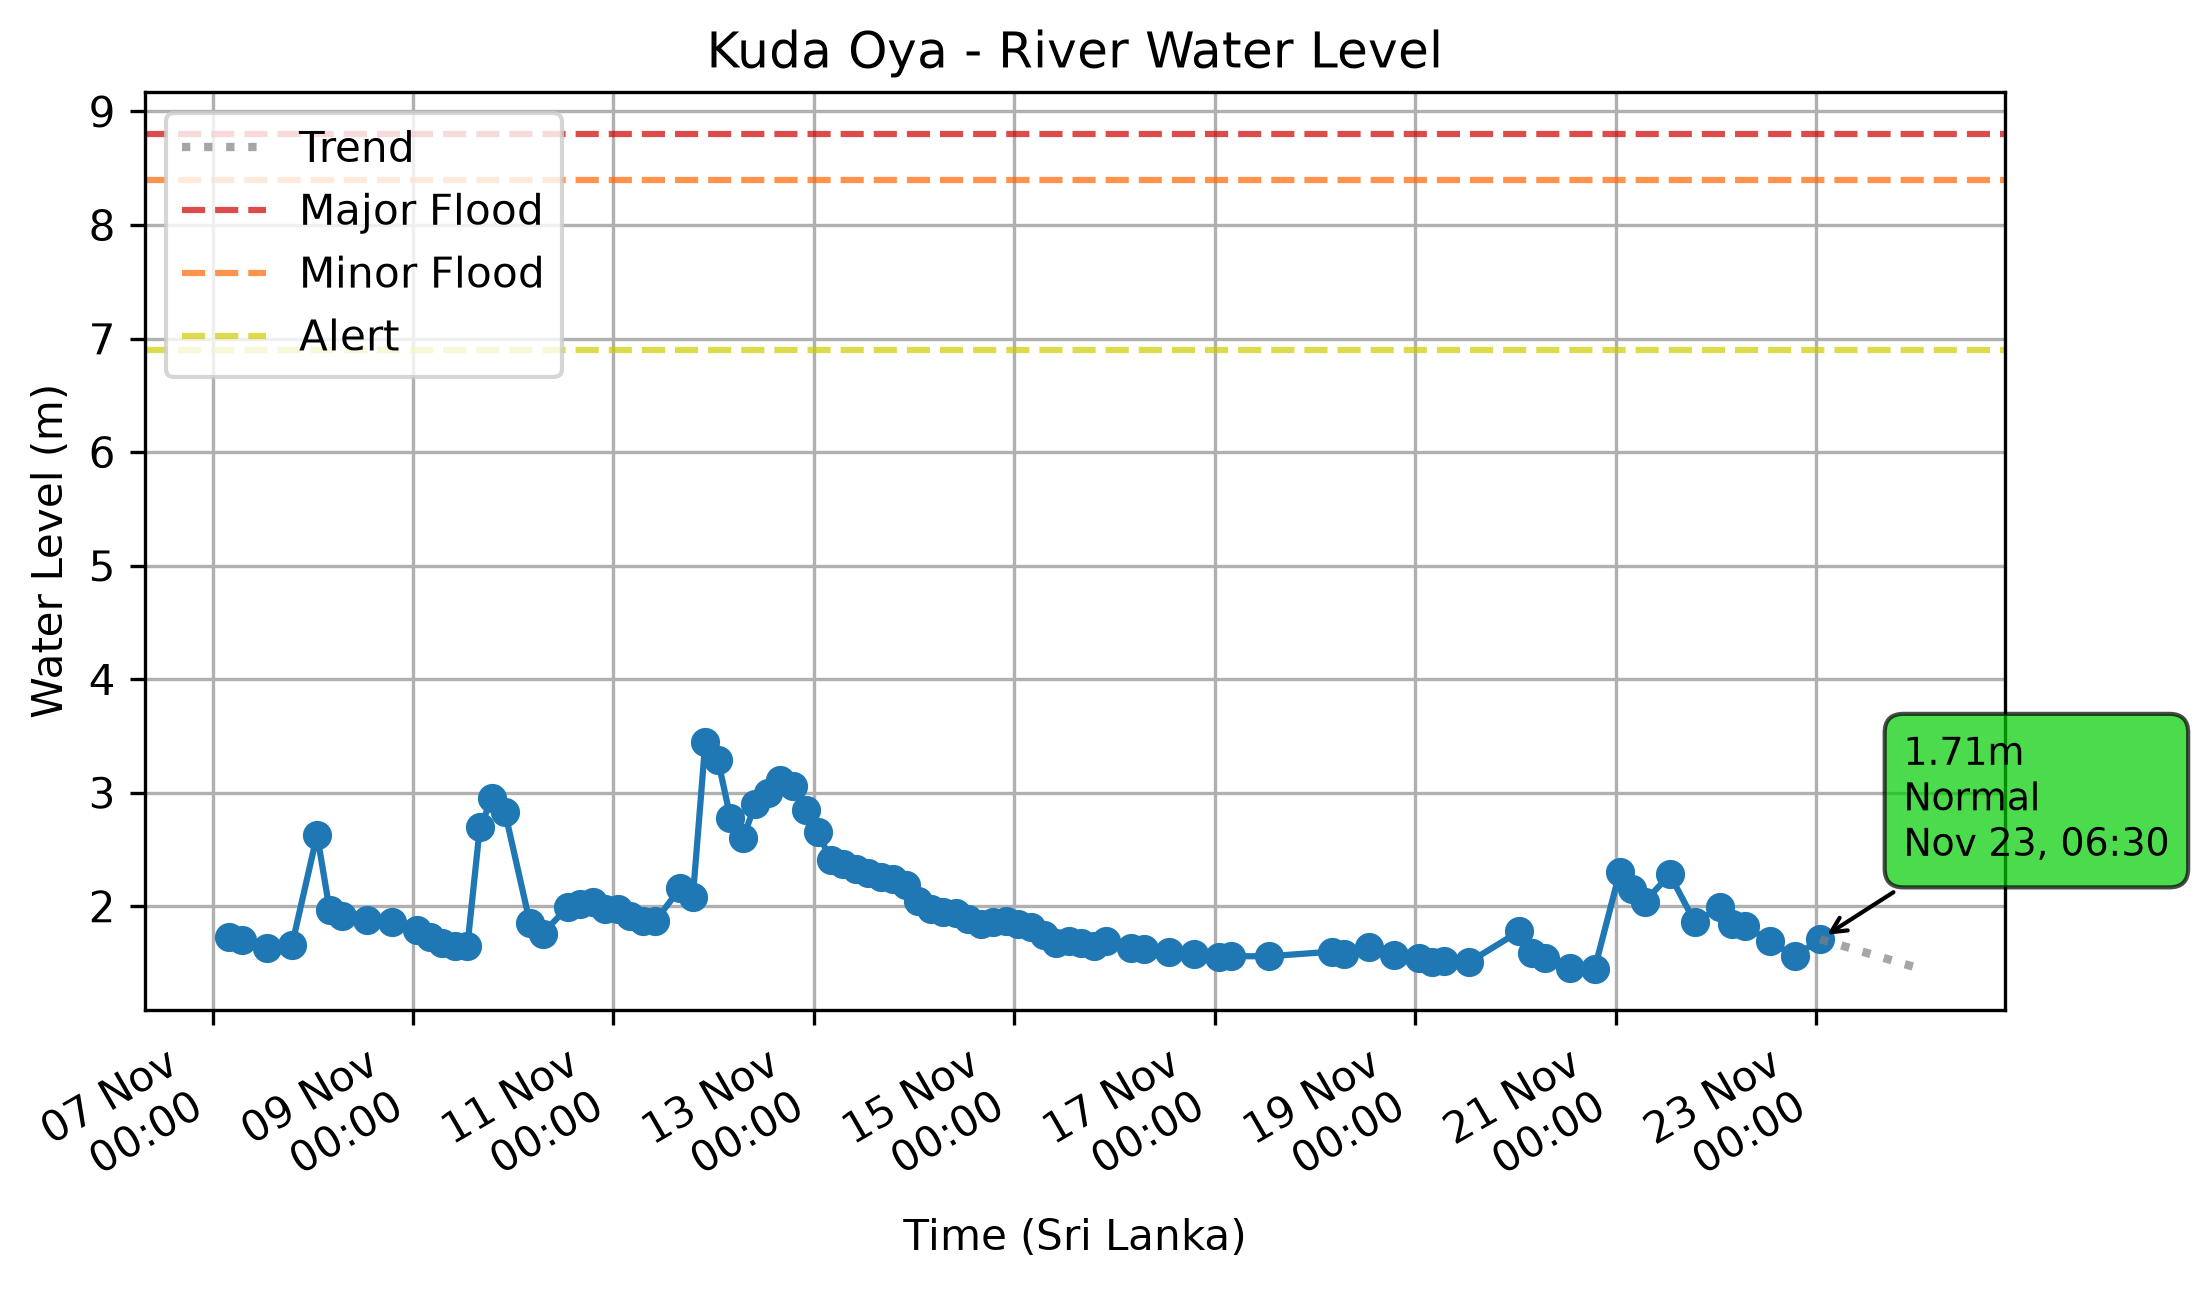 Kuda Oya - River Water Level
9
8
7
6
5
4
3
2
Water Level (m)
Trend
Major Flood
Minor Flood
Alert
1.71m
Normal
Nov 23, 06:30
07 Nov
00:00
09 Nov
00:00
11 Nov
00:00
13 Nov
00:00
15 Nov
00:00
17 Nov
00:00
19 Nov
00:00
21 Nov
00:00
23 Nov
00:00
Time (Sri Lanka)